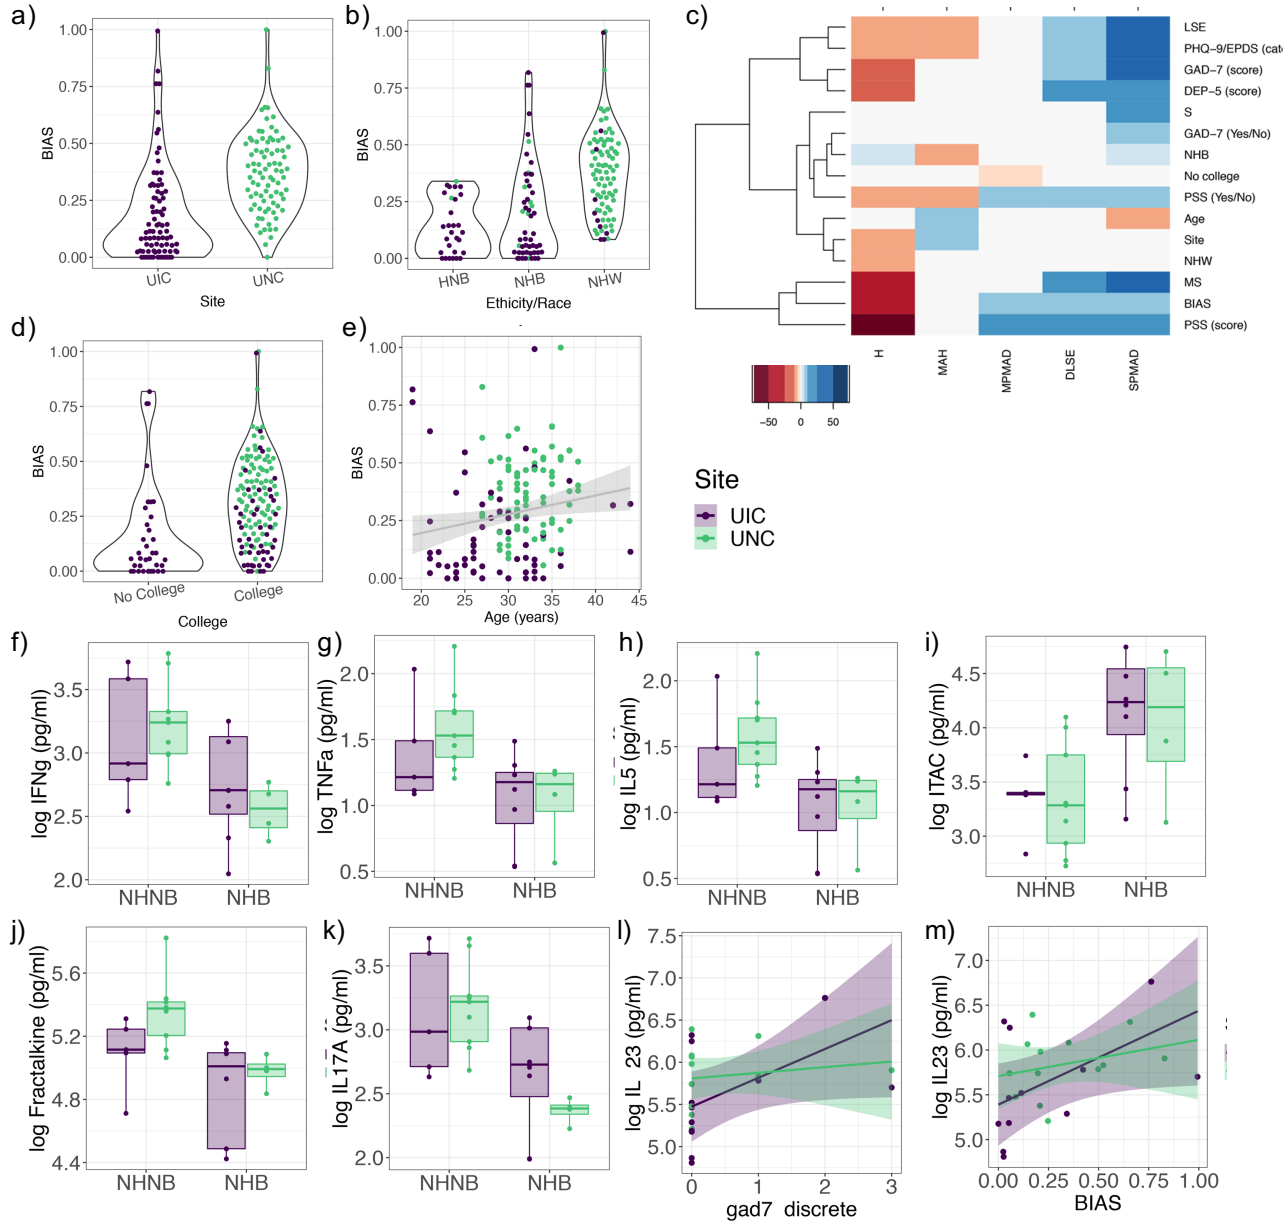 a)
1.00
0.75
0.50
0.25
0.00
BIAS
UIC
UNC
Site
b)
1.00
0.75
0.50
0.25
0.00
BIAS
HNB
NHB
NHW
Ethicity/Race
c)
LSE
PHQ-9/EPDS (cate
GAD-7 (score)
DEP-5 (score)
S
GAD-7 (Yes/No)
NHB
No college
PSS (Yes/No)
Age
Site
NHW
MS
BIAS
PSS (score)
H
MAH
MPMAD
DLSE
SPMAD
-50
0
50
d)
1.00
0.75
0.50
0.25
0.00
BIAS
No College
College
College
e)
1.00
0.75
0.50
0.25
0.00
BIAS
20
25
30
35
40
45
Age (years)
Site
UIC
UNC
f)
log IFNg (pg/ml)
3.5
3.0
2.5
2.0
NHNB
NHB
g)
log TNFa (pg/ml)
2.0
1.5
1.0
0.5
NHNB
NHB
h)
log IL5 (pg/ml)
2.0
1.5
1.0
0.5
NHNB
NHB
i)
log ITAC (pg/ml)
4.5
4.0
3.5
3.0
NHNB
NHB
j)
log Fractalkine (pg/ml)
5.6
5.2
4.8
4.4
NHNB
NHB
k)
log IL17A (pg/ml)
3.5
3.0
2.5
2.0
NHNB
NHB
l)
log IL 23 (pg/ml)
7.5
7.0
6.5
6.0
5.5
5.0
0
1
2
3
gad7 discrete
m)
log IL23 (pg/ml)
7.0
6.5
6.0
5.5
5.0
0.00
0.25
0.50
0.75
1.00
BIAS